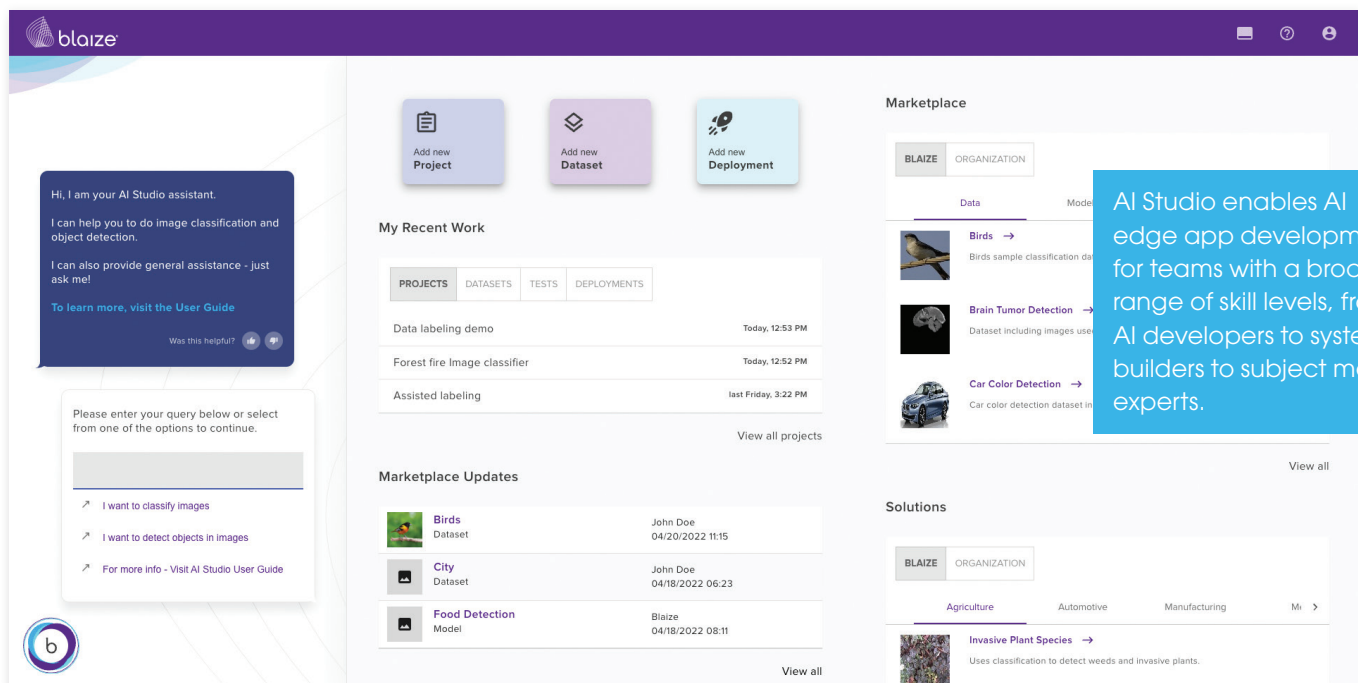 blaize
Hi, I am your AI Studio assistant.
I can help you to do image classification and
object detection.
I can also provide general assistance - just
ask me!
To learn more, visit the User Guide
Was this helpful?
Please enter your query below or select
from one of the options to continue.
I want to classify images
I want to detect objects in images
For more info - Visit AI Studio User Guide
b
Add new
Project
Add new
Dataset
Add new
Deployment
My Recent Work
PROJECTS DATASETS TESTS DEPLOYMENTS
Data labeling demo Today, 12:53 PM
Forest fire Image classifier Today, 12:52 PM
Assisted labeling last Friday, 3:22 PM
View all projects
Marketplace Updates
Birds
Dataset
John Doe
04/20/2022 11:15
City
Dataset
John Doe
04/18/2022 06:23
Food Detection
Model
Blaize
04/18/2022 08:11
View all
Marketplace
BLAIZE ORGANIZATION
Data Model
Birds →
Birds sample classification
Brain Tumor Detection →
Dataset including images
Car Color Detection →
Car color detection dataset
AI Studio enables AI
edge app
for teams with a
range of skill levels,
AI developers to
builders to subject
experts.
View all
Solutions
BLAIZE ORGANIZATION
Agriculture Automotive Manufacturing
Invasive Plant Species →
Uses classification to detect weeds and invasive plants.